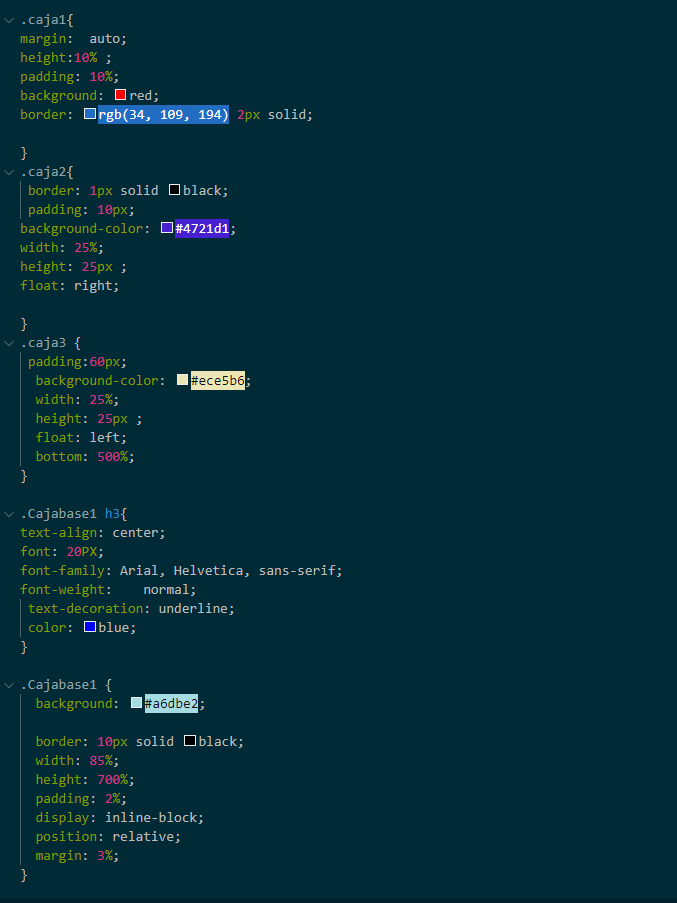 .caja1{
margin:  auto;
height:10% ;
padding: 10%;
background: red;
border: rgb(34, 109, 194) 2px solid;
}
.caja2{
border: 1px solid black;
padding: 10px;
background-color: #4721d1;
width: 25%;
height: 25px ;
float: right;
}
.caja3 {
padding:60px;
background-color: #ece5b6;
width: 25%;
height: 25px ;
float: left;
bottom: 500%;
}
.Cajabase1 h3{
text-align: center;
font: 20PX;
font-family: Arial, Helvetica, sans-serif;
font-weight:    normal;
text-decoration: underline;
color: blue;
}
.Cajabase1 {
background: #a6dbe2;
border: 10px solid black;
width: 85%;
height: 700%;
padding: 2%;
display: inline-block;
position: relative;
margin: 3%;
}